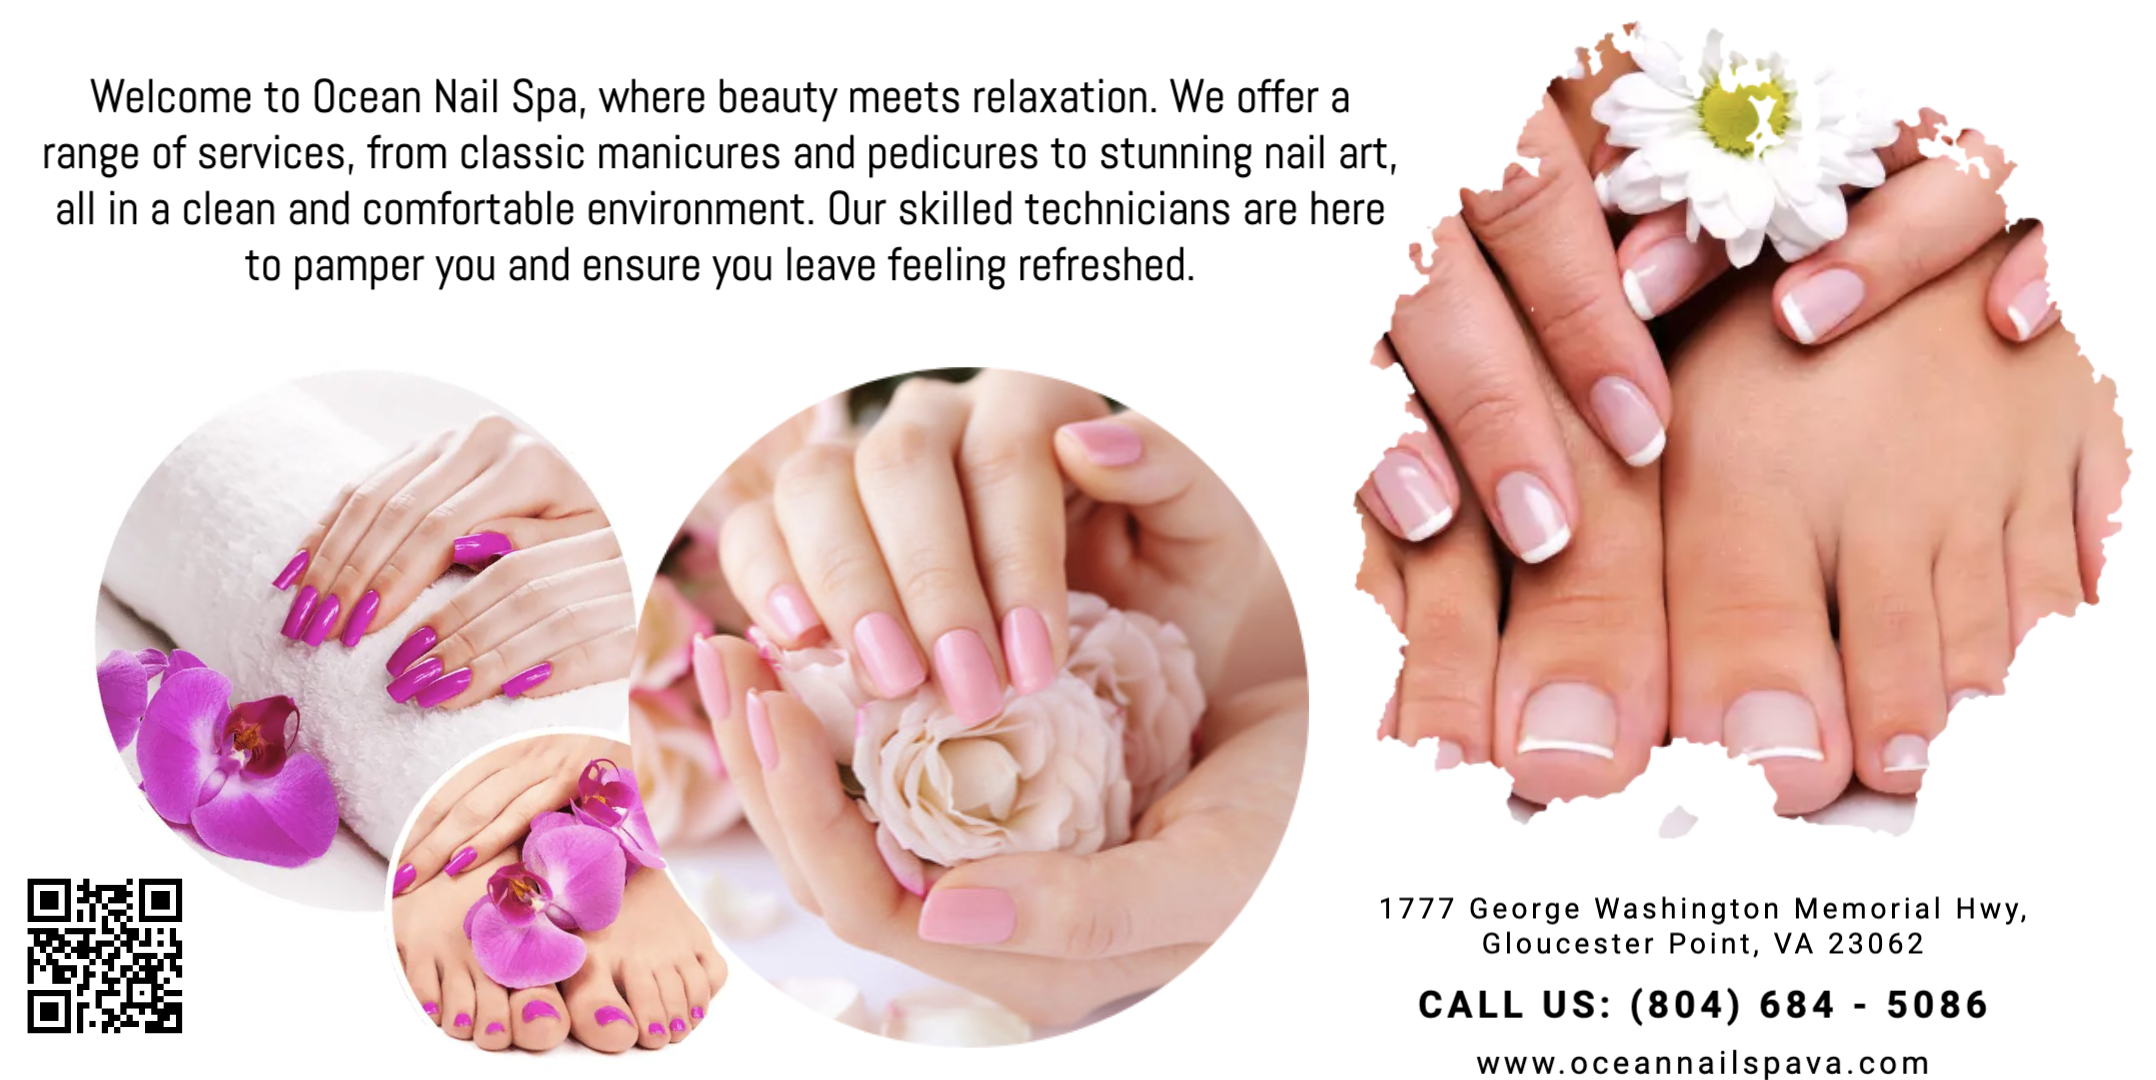 Welcome to Ocean Nail Spa, where beauty meets relaxation. We offer a
range of services, from classic manicures and pedicures to stunning nail art,
all in a clean and comfortable environment. Our skilled technicians are here
to pamper you and ensure you leave feeling refreshed.
1777 George Washington Memorial Hwy,
Gloucester Point, VA 23062
CALL US: (804) 684 - 5086
www.oceannailspava.com